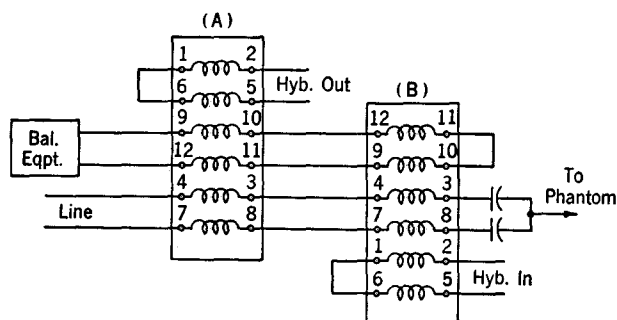 (A)
1 2
Hyb. Out
6 5
(B)
9 10
12 11
Bal.
Eqpt.
12 11
9 10
4 3
4 3
To
Phantom
Line
7 8
7 8
1 2
Hyb. In
6 5